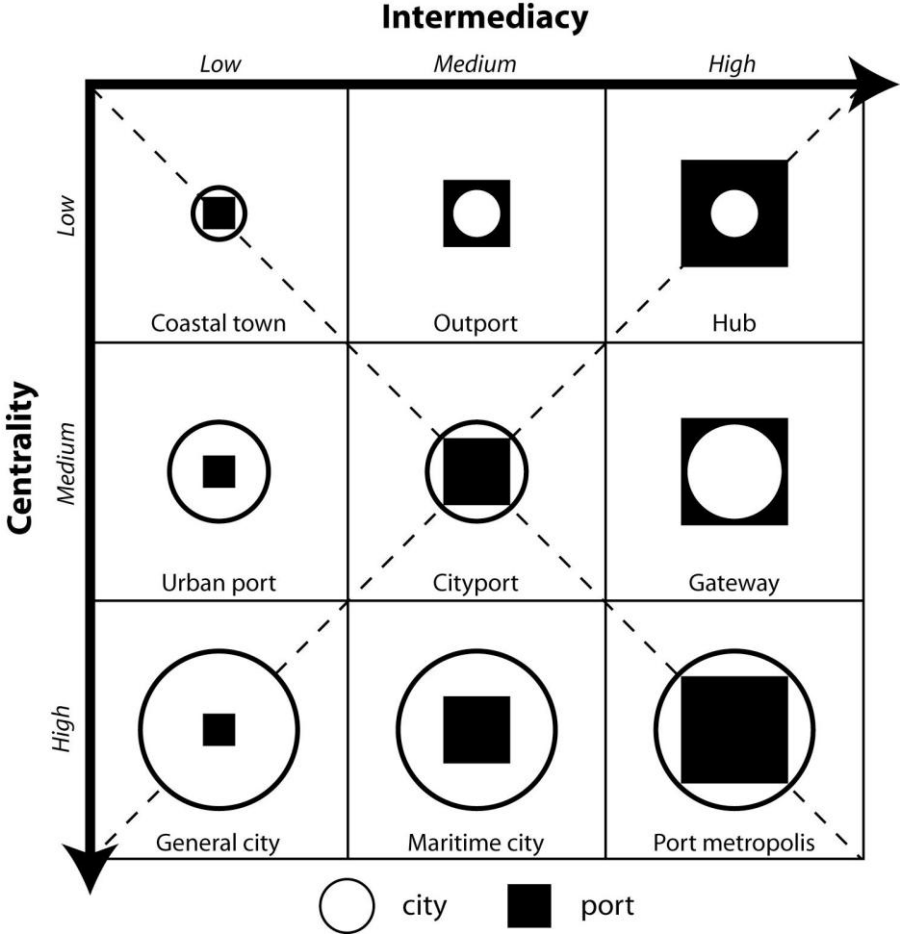 Intermediacy
Low Medium High
Centrality
Low
Coastal town Outport Hub
Medium
Urban port Cityport Gateway
High
General city Maritime city Port metropolis
city port